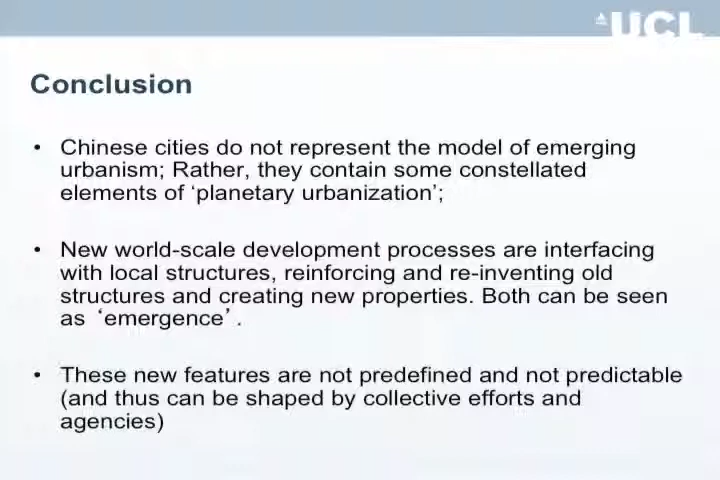 UCL
Conclusion
• Chinese cities do not represent the model of emerging
urbanism; Rather, they contain some constellated
elements of ‘planetary urbanization’;
• New world-scale development processes are interfacing
with local structures, reinforcing and re-inventing old
structures and creating new properties. Both can be seen
as ‘emergence’.
• These new features are not predefined and not predictable
(and thus can be shaped by collective efforts and
agencies)